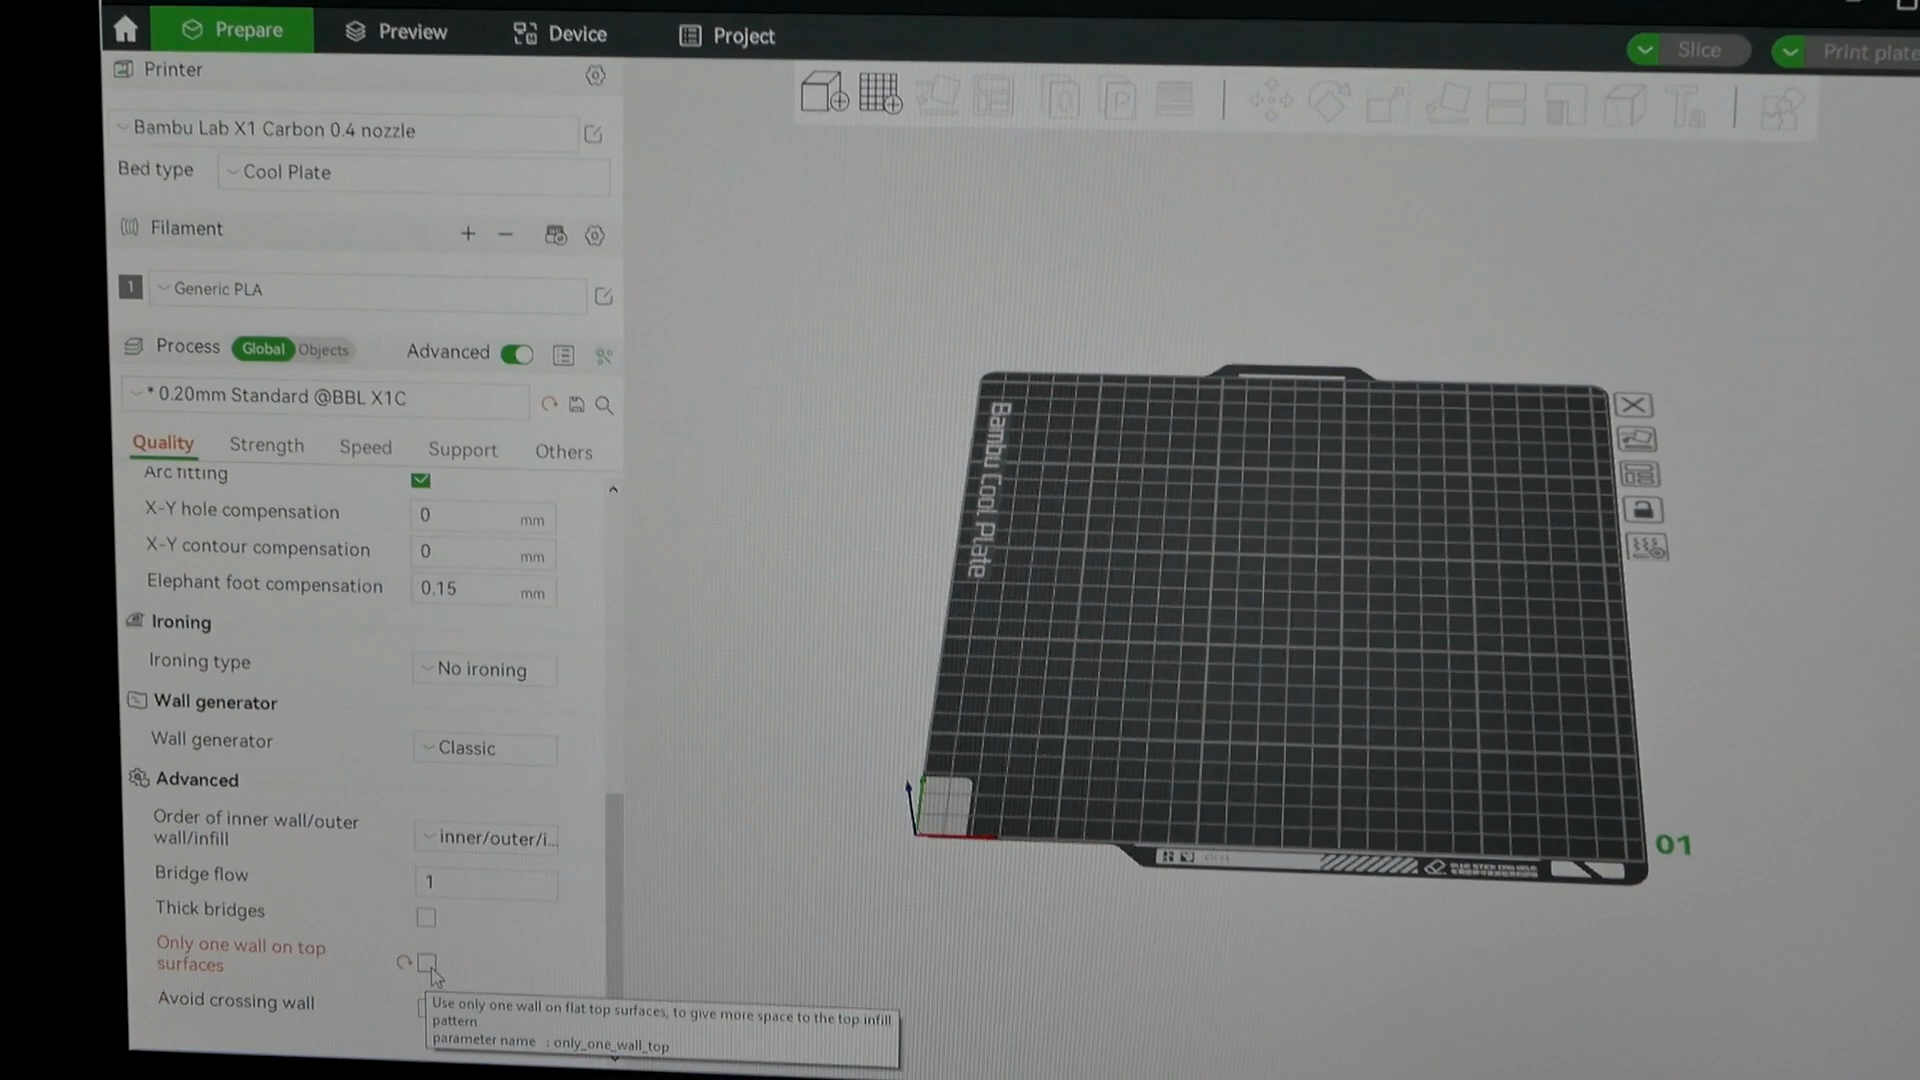 Prepare
Preview
Device
Project
Slice
Print plate
Printer
Bambu Lab X1 Carbon 0.4 nozzle
Bed type
Cool Plate
Filament
1
Generic PLA
Process
Global
Objects
Advanced
* 0.20mm Standard @BBL X1C
Quality
Strength
Speed
Support
Others
Arc fitting
X-Y hole compensation
0
mm
X-Y contour compensation
0
mm
Elephant foot compensation
0.15
mm
Ironing
Ironing type
No ironing
Wall generator
Wall generator
Classic
Advanced
Order of inner wall/outer
wall/infill
inner/outer/i...
Bridge flow
1
Thick bridges
Only one wall on top
surfaces
Avoid crossing wall
Use only one wall on flat top surfaces, to give more space to the top infill
pattern
parameter name : only_one_wall_top
Bambu Cool Plate
01